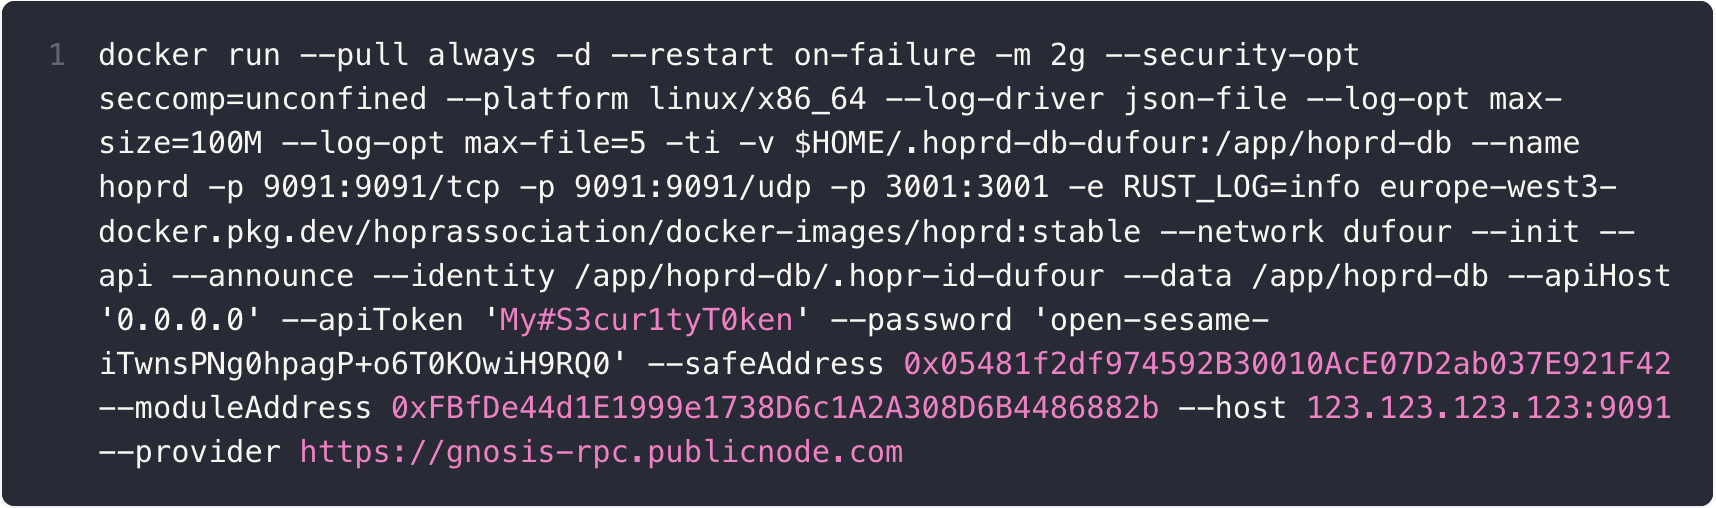 1 docker run --pull always -d --restart on-failure -m 2g --security-opt
seccomp=unconfined --platform linux/x86_64 --log-driver json-file --log-opt max-
size=100M --log-opt max-file=5 -ti -v $HOME/.hoprd-db-dufour:/app/hoprd-db --name
hoprd -p 9091:9091/tcp -p 9091:9091/udp -p 3001:3001 -e RUST_LOG=info europe-west3-
docker.pkg.dev/hoprassociation/docker-images/hoprd:stable --network dufour --init --
api --announce --identity /app/hoprd-db/.hopr-id-dufour --data /app/hoprd-db --apiHost
'0.0.0.0' --apiToken 'My#S3cur1tyT0ken' --password 'open-sesame-
iTwnsPNg0hpagP+o6T0KOwiH9RQ0' --safeAddress 0x05481f2df974592B30010AcE07D2ab037E921F42
--moduleAddress 0xFBfDe44d1E1999e1738D6c1A2A308D6B4486882b --host 123.123.123.123:9091
--provider https://gnosis-rpc.publicnode.com